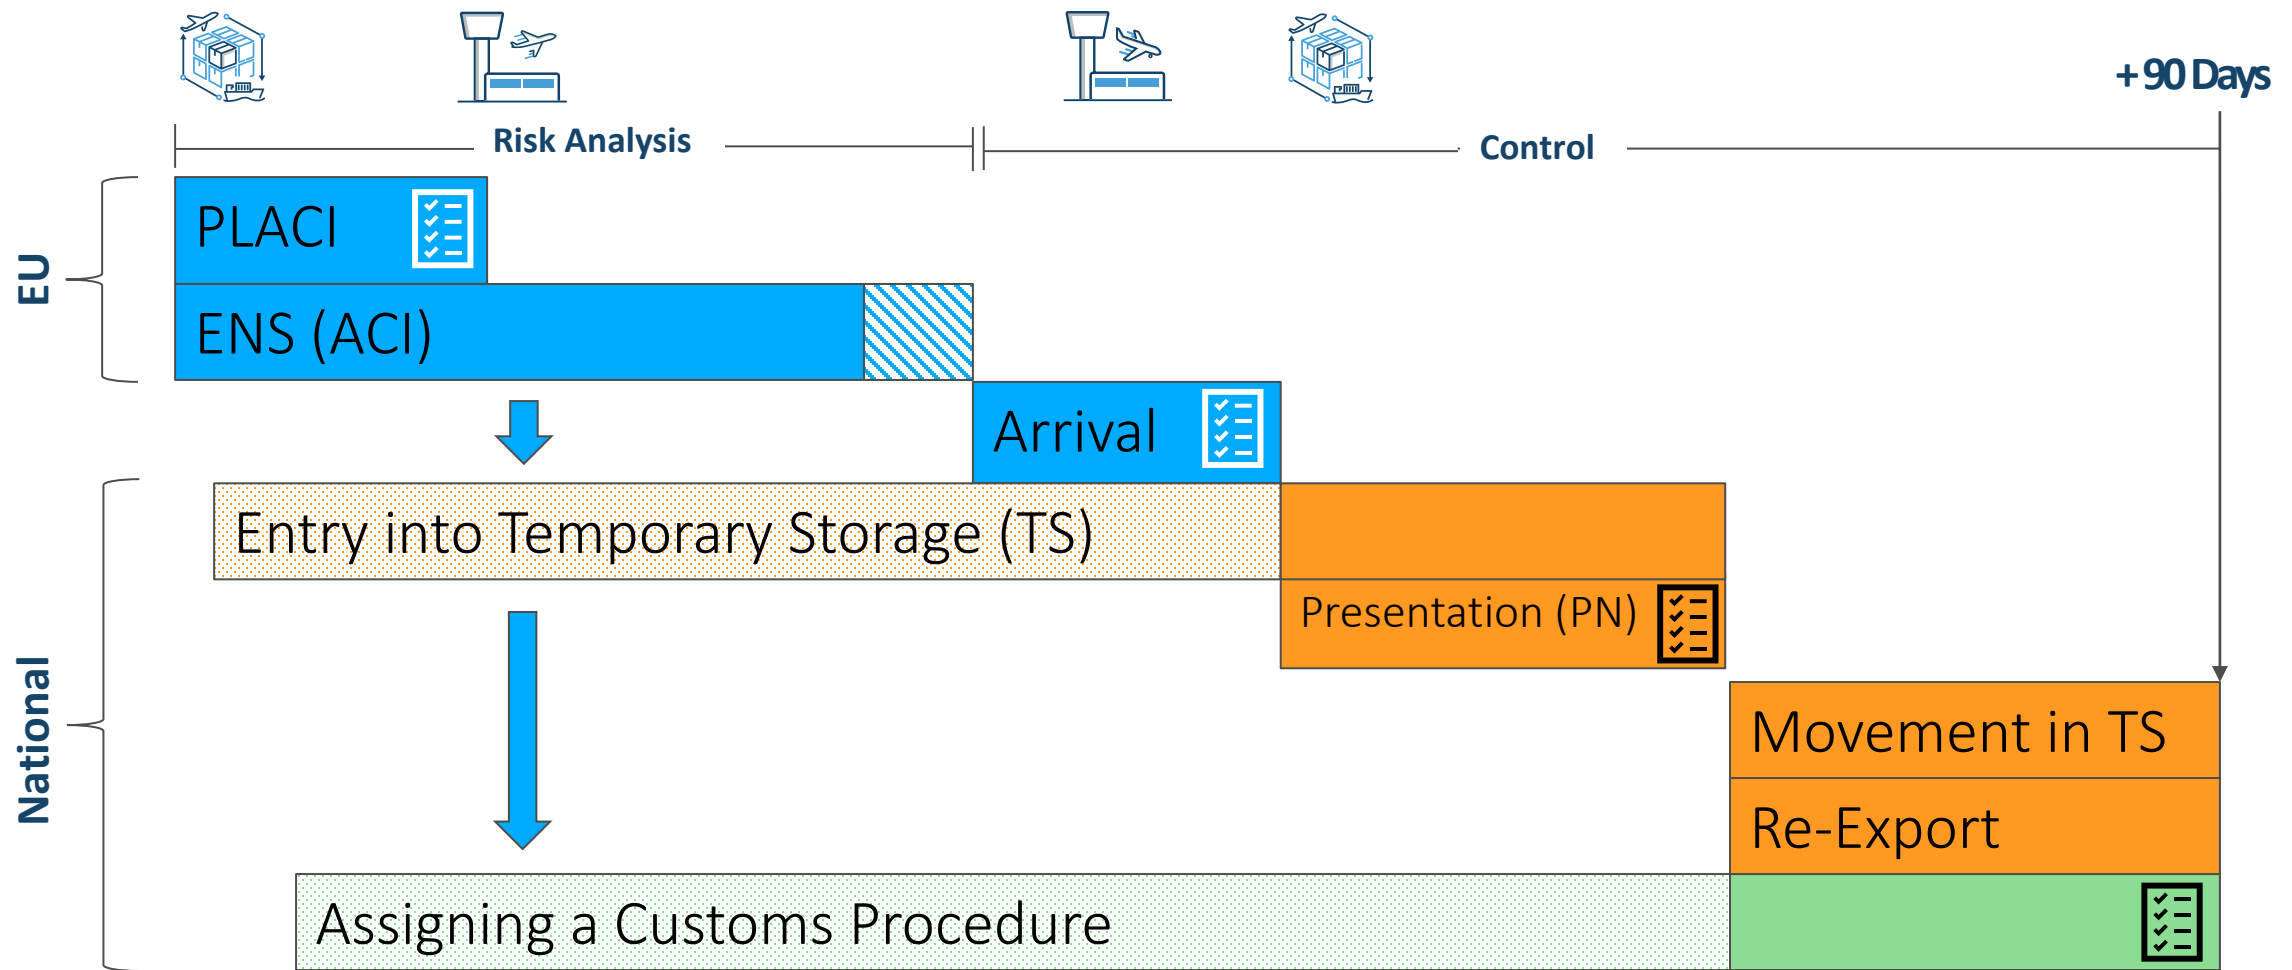 + 90 Days
Risk Analysis
Control
EU
PLACI
ENS (ACI)
Arrival
National
Entry into Temporary Storage (TS)
Presentation (PN)
Movement in TS
Re-Export
Assigning a Customs Procedure